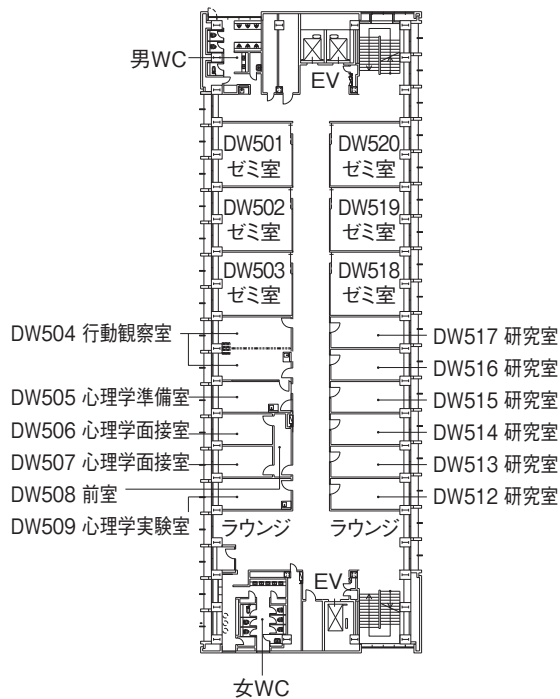 男WC
EV
DW501
ゼミ室
DW520
ゼミ室
DW502
ゼミ室
DW519
ゼミ室
DW503
ゼミ室
DW518
ゼミ室
DW504 行動観察室
DW517 研究室
DW516 研究室
DW505 心理学準備室
DW515 研究室
DW506 心理学面接室
DW514 研究室
DW507 心理学面接室
DW513 研究室
DW508 前室
DW512 研究室
DW509 心理学実験室
ラウンジ
ラウンジ
EV
女WC